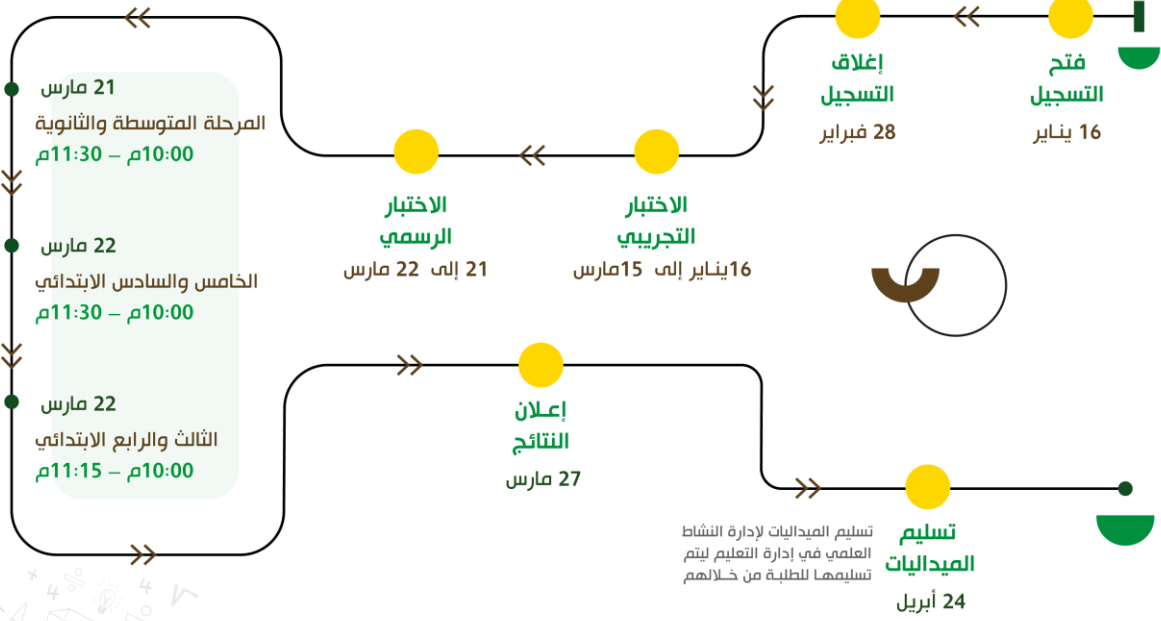 فتح
التسجيل
16 يناير
إغلاق
التسجيل
28 فبراير
الاختبار
التجريبي
16يناير إلى 15مارس
الاختبار
الرسمي
21 إلى 22 مارس
21 مارس
المرحلة المتوسطة والثانوية
10:00م – 11:30م
22 مارس
الخامس والسادس الابتدائي
10:00م – 11:30م
22 مارس
الثالث والرابع الابتدائي
10:00م – 11:15م
إعلان
النتائج
27 مارس
تسليم
الميداليات
24 أبريل
تسليم الميداليات لإدارة النشاط
العلمي في إدارة التعليم ليتم
تسليمها للطلبة من خلالهم
4
4